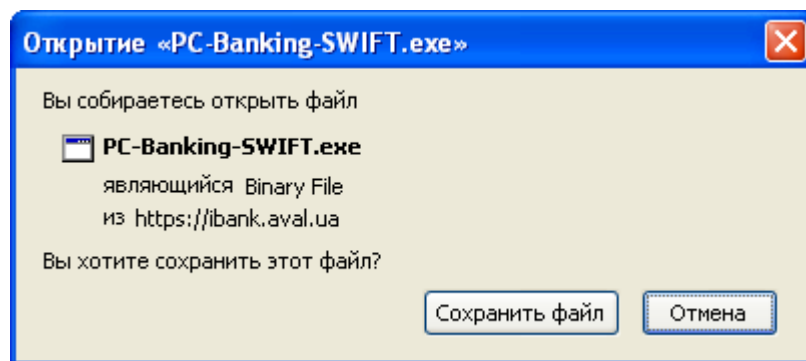 Открытие «PC-Banking-SWIFT.exe»
Вы собираетесь открыть файл
PC-Banking-SWIFT.exe
являющийся Binary File
из https://ibank.aval.ua
Вы хотите сохранить этот файл?
Сохранить файл Отмена